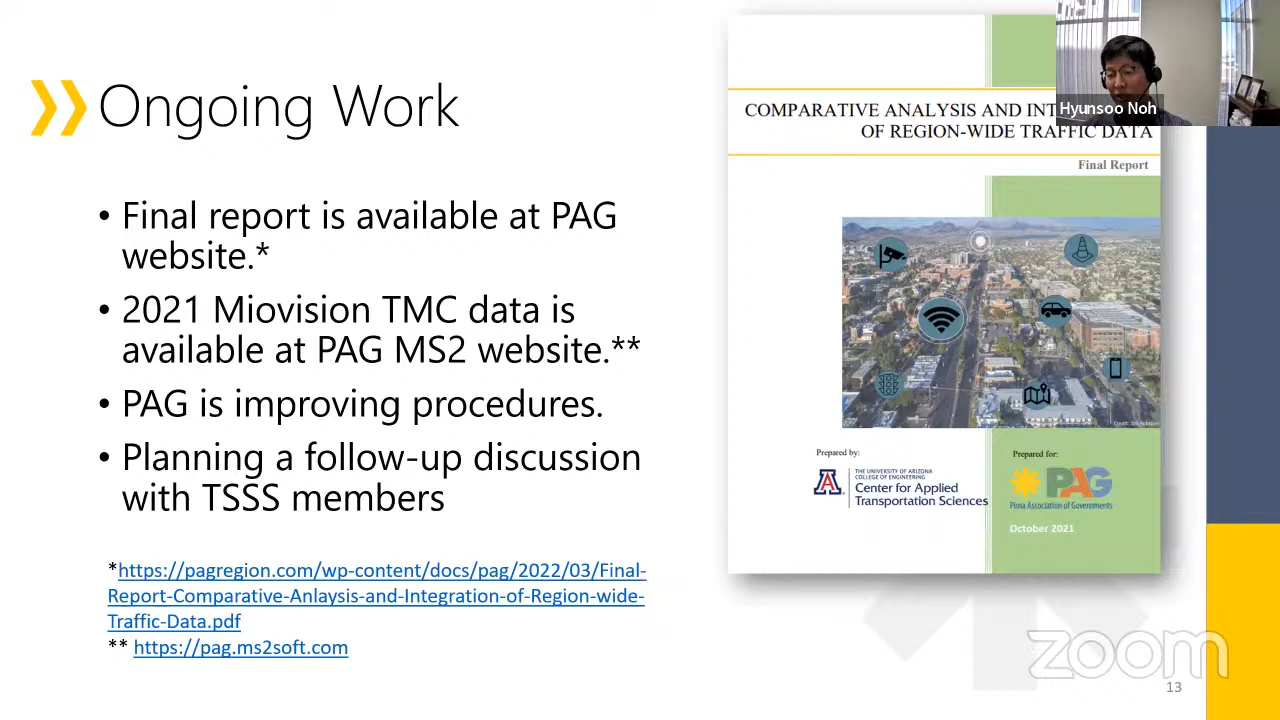 Ongoing Work
• Final report is available at PAG
website.*
• 2021 Miovision TMC data is
available at PAG MS2 website.**
• PAG is improving procedures.
• Planning a follow-up discussion
with TSSS members
*https://pagregion.com/wp-content/docs/pag/2022/03/Final-
Report-Comparative-Anlaysis-and-Integration-of-Region-wide-
Traffic-Data.pdf
** https://pag.ms2soft.com
COMPARATIVE ANALYSIS AND
OF REGION-WIDE TRAFFIC DATA
Final Report
Prepared by:
THE UNIVERSITY OF ARIZONA
COLLEGE OF ENGINEERING
Center for Applied
Transportation Sciences
Prepared for:
PAG
Pima Association of Governments
October 2021
Hyunsoo Noh
zoom
13